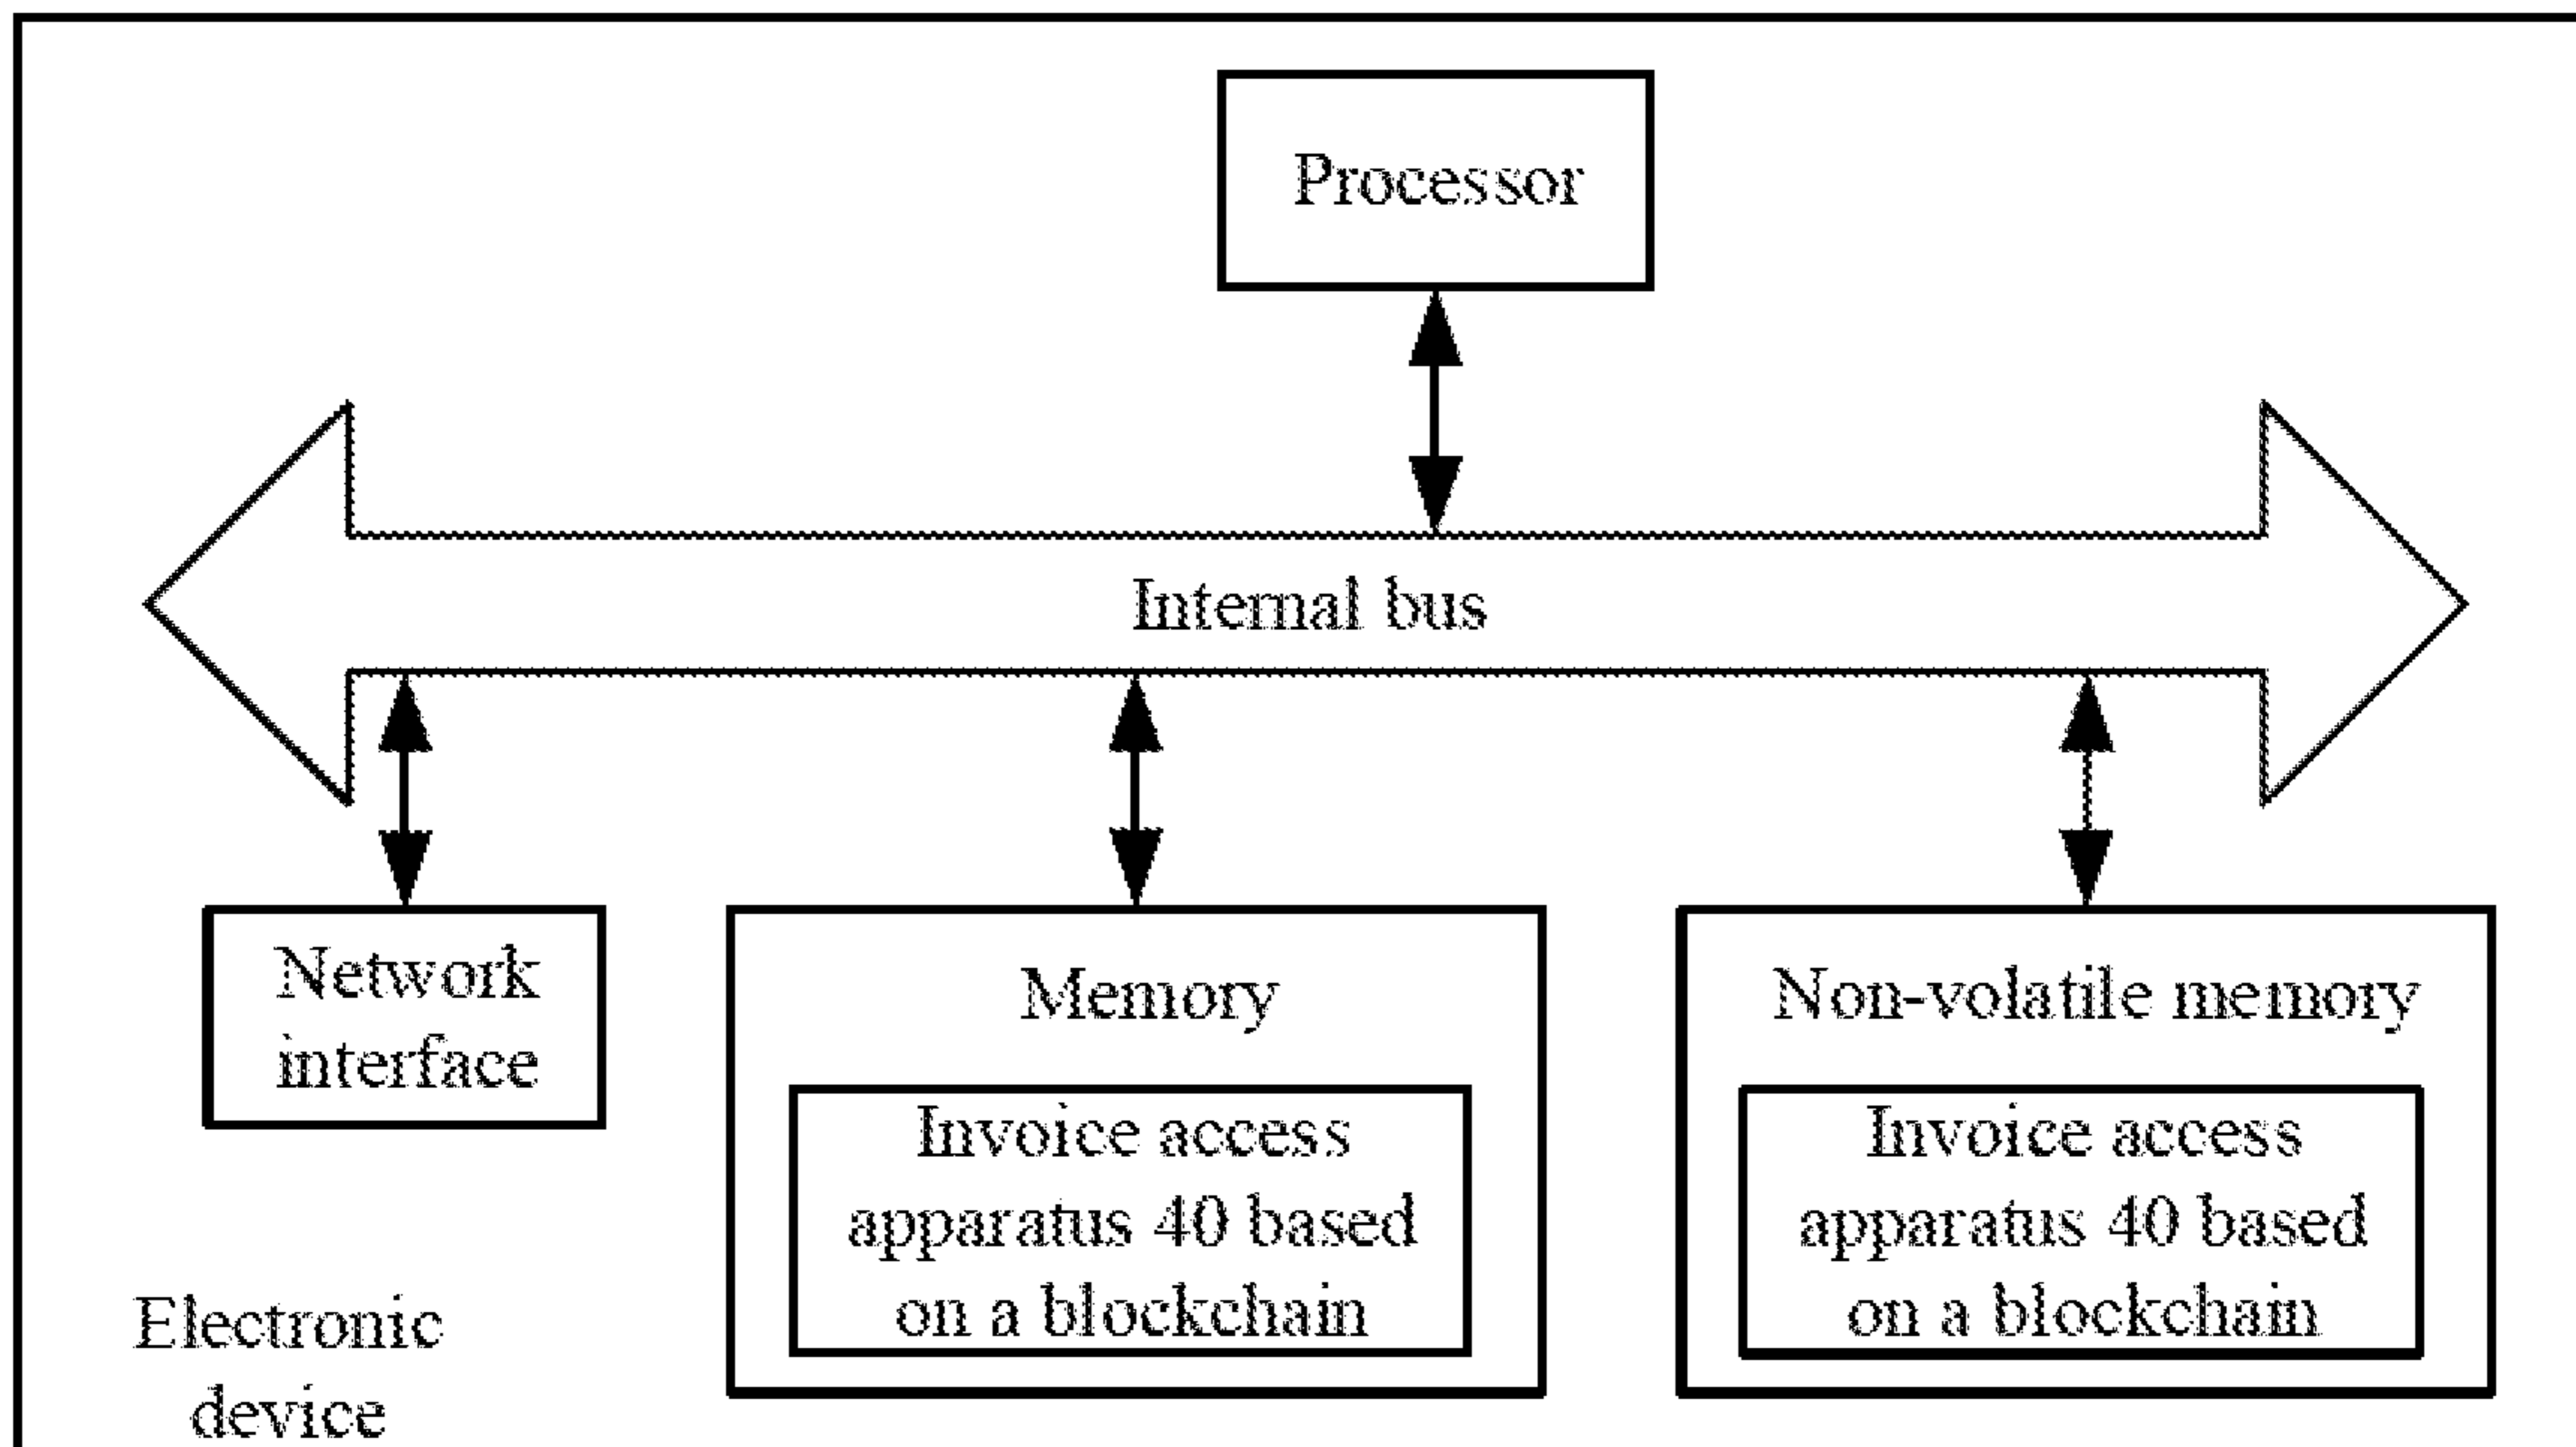 Processor
Internal bus
Network
interface
Memory
Invoice access
apparatus 40 based
on a blockchain
Non-volatile memory
Invoice access
apparatus 40 based
on a blockchain
Electronic
device